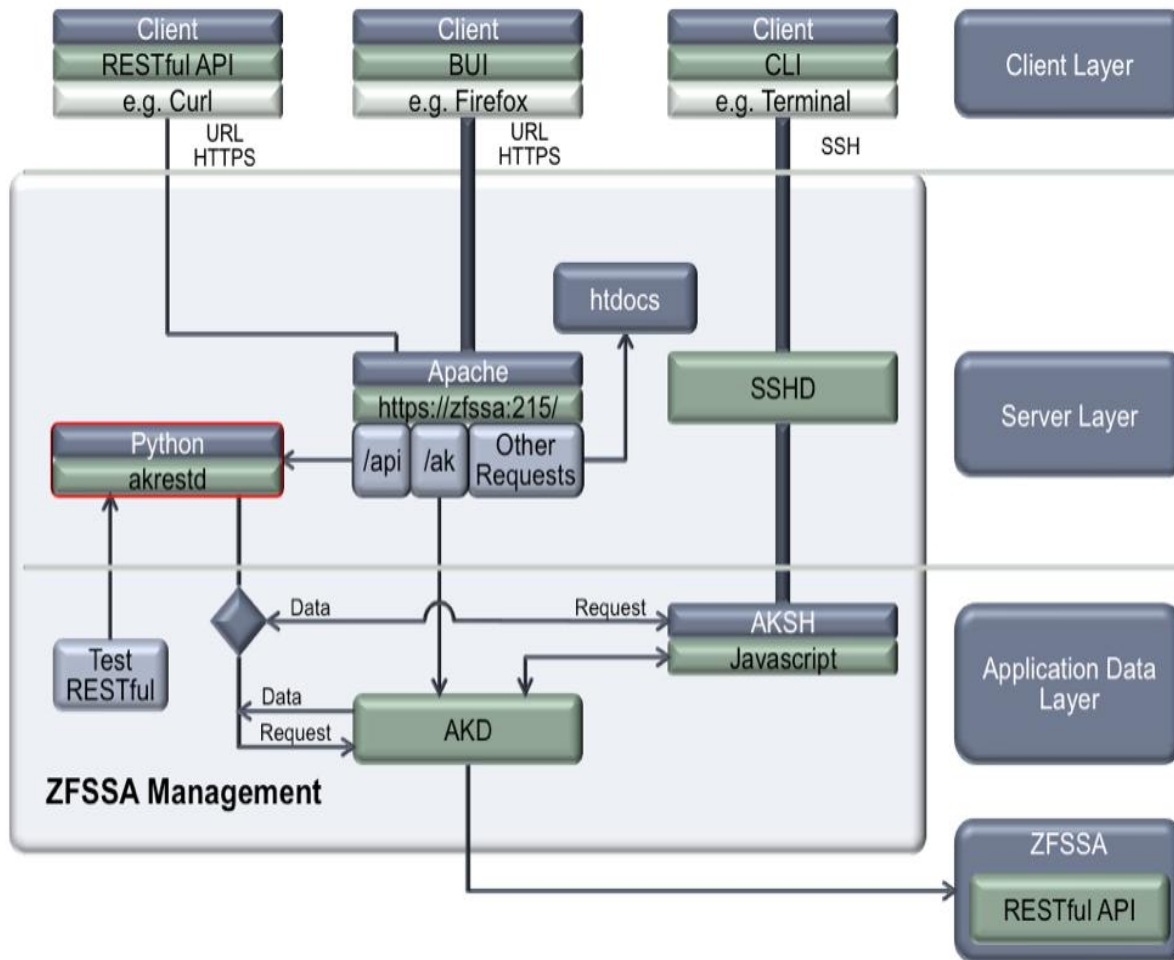 Client
RESTful API
e.g. Curl
Client
BUI
e.g. Firefox
Client
CLI
e.g. Terminal
Client Layer
URL
HTTPS
URL
HTTPS
SSH
htdocs
Apache
https://zfssa:215/
/api
/ak
Other
Requests
SSHD
Server Layer
Python
akrestd
Data
Request
AKSH
Javascript
Test
RESTful
Data
Request
AKD
Application Data
Layer
ZFSSA Management
ZFSSA
RESTful API